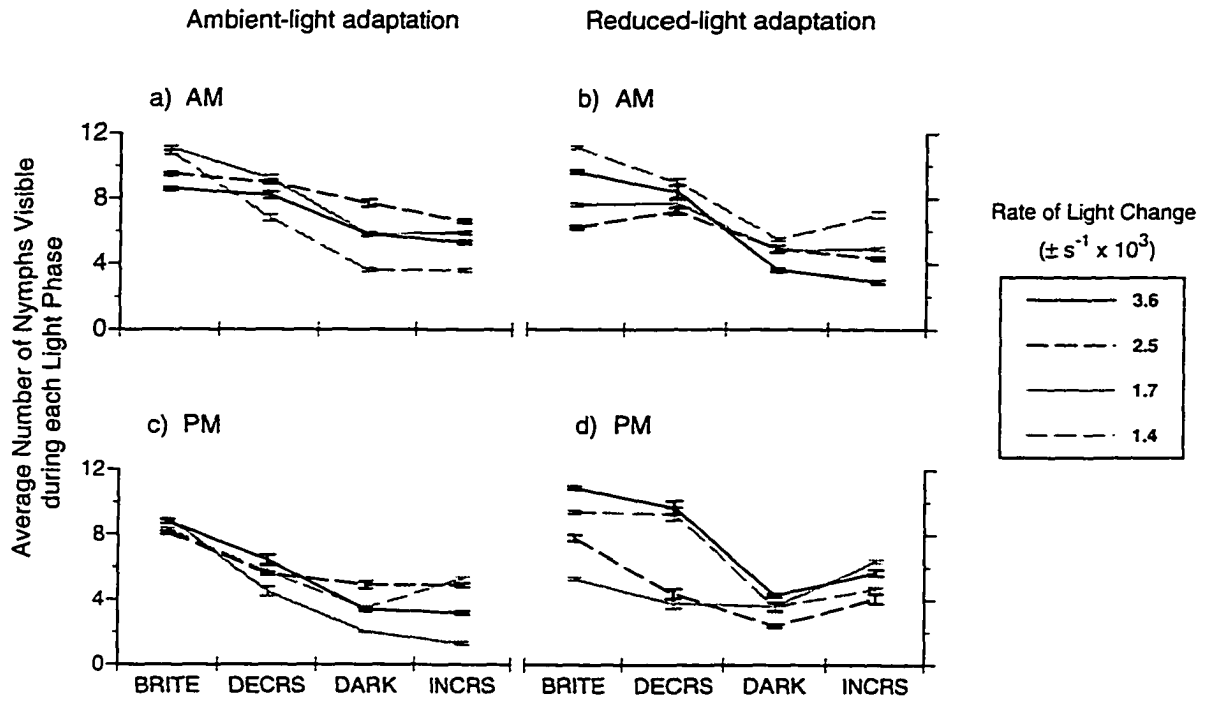 Ambient-light adaptation
Reduced-light adaptation
a) AM
b) AM
12
8
4
0
Average Number of Nymphs Visible
during each Light Phase
Rate of Light Change
(± s⁻¹ x 10³)
3.6
2.5
1.7
1.4
c) PM
d) PM
12
8
4
0
BRITE DECRS DARK INCRS
BRITE DECRS DARK INCRS